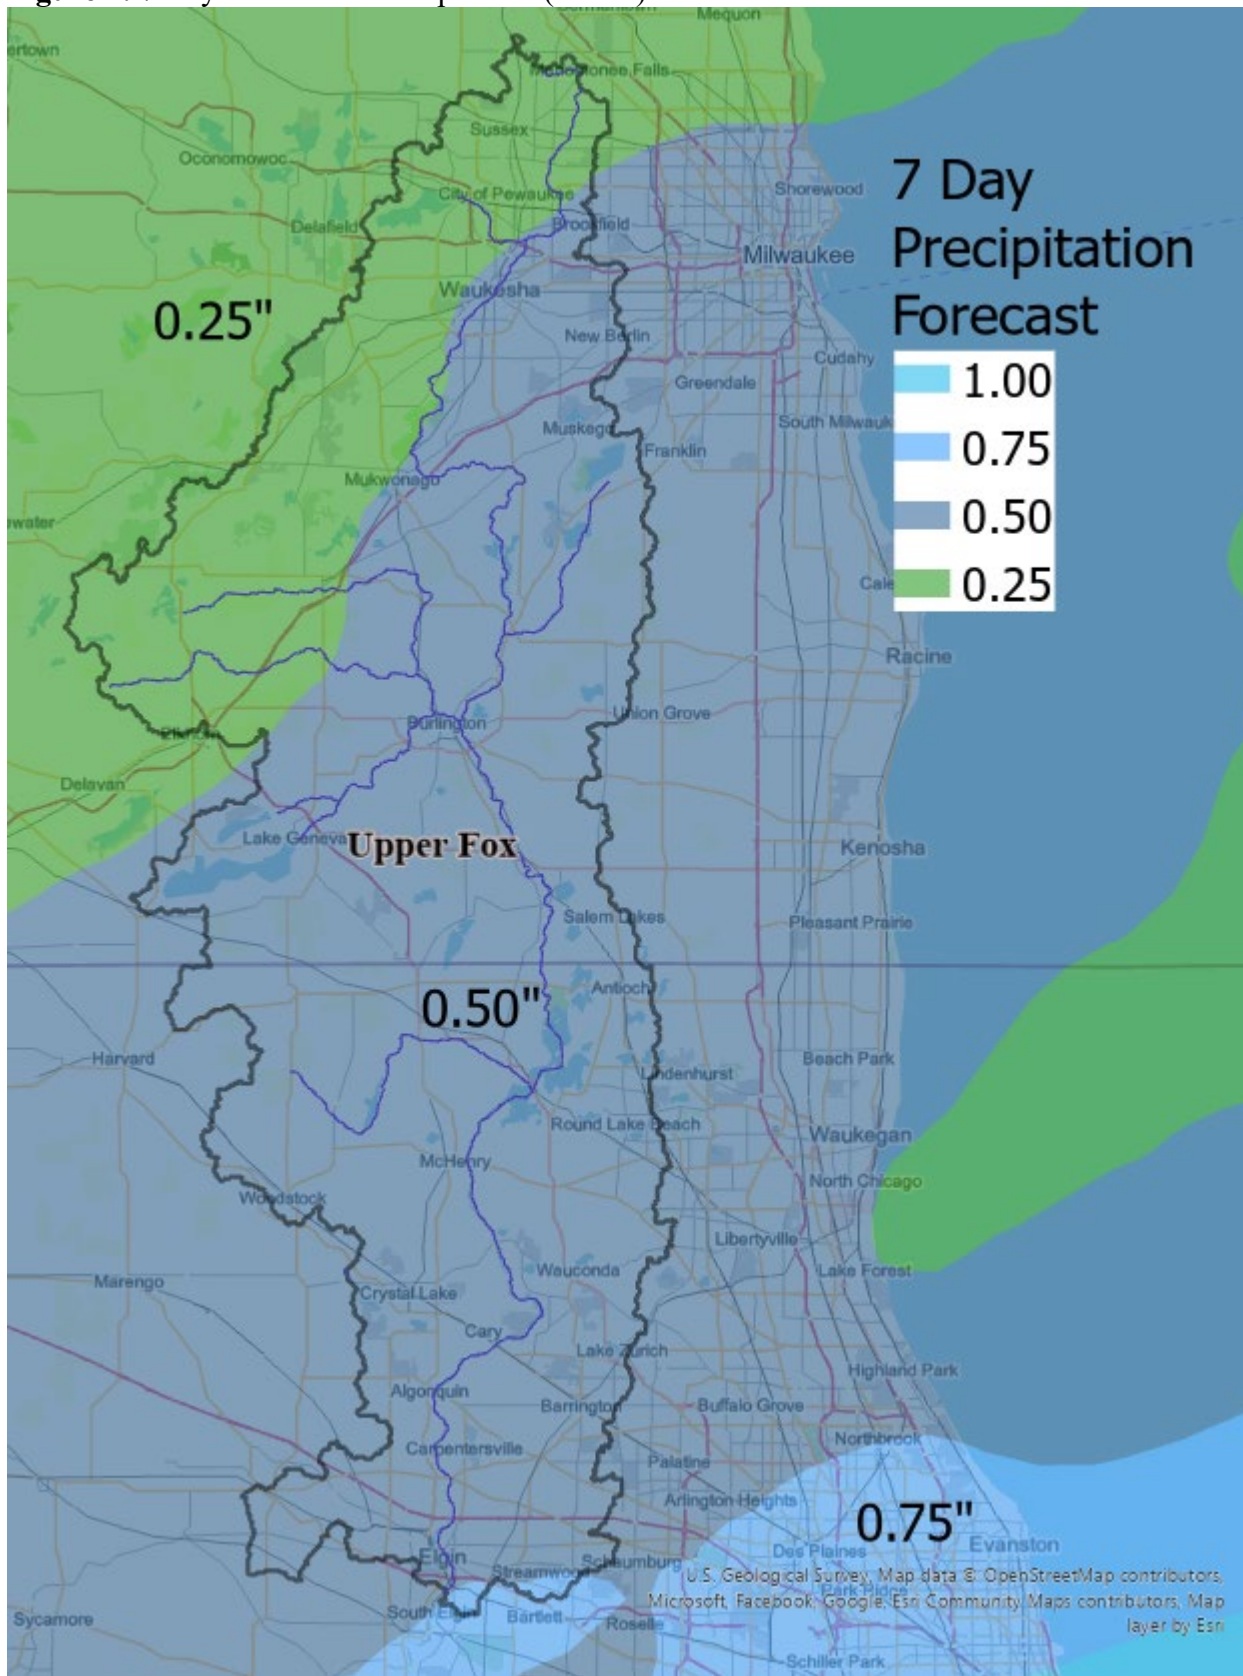 Mequon
ertown
Menomonee Falls
Sussex
Oconomowoc
City of Pewaukee
Shorewood
7 Day
Precipitation
Forecast
Delafield
Brookfield
Milwaukee
Waukesha
0.25"
New Berlin
Cudahy
1.00
0.75
0.50
0.25
Greendale
South Milwauk
Muskego
Franklin
Mukwonago
ewater
Cale
Racine
Union Grove
Burlington
Elkhorn
Delavan
Lake Geneva
Upper Fox
Kenosha
Salem Lakes
Pleasant Prairie
Antioch
0.50"
Harvard
Beach Park
Lindenhurst
Round Lake Beach
Waukegan
McHenry
North Chicago
Woodstock
Libertyville
Wauconda
Lake Forest
Marengo
Crystal Lake
Cary
Lake Zurich
Highland Park
Algonquin
Barrington
Buffalo Grove
Northbrook
Carpentersville
Palatine
Arlington Heights
0.75"
Evanston
Des Plaines
Elgin
Schaumburg
Streamwood
U.S. Geological Survey, Map data © OpenStreetMap contributors,
Microsoft, Facebook, Google, Esri Community Maps contributors, Map
layer by Esri
Park Ridge
South Elgin
Bartlett
Roselle
Sycamore
Schiller Park